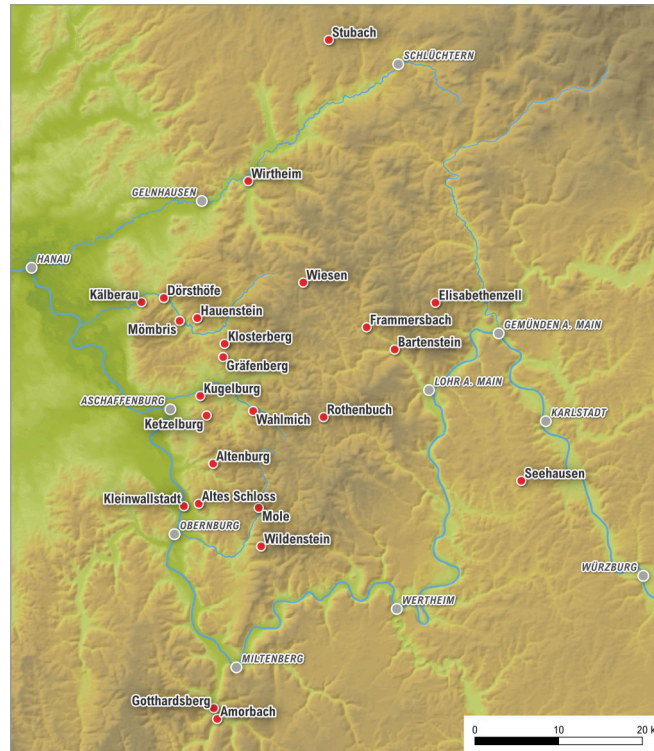 Stubach
SCHLÜCHTERN
Wirtheim
GELNHAUSEN
HANAU
Wiesen
Kälberau
Dörsthöfe
Elisabethenzell
Hauenstein
Mömbris
Frammersbach
GEMÜNDEN A. MAIN
Klosterberg
Bartenstein
Gräfenberg
LOHR A. MAIN
Kugelburg
ASCHAFFENBURG
Wahlmich
Rothenbuch
KARLSTADT
Ketzelburg
Altenburg
Seehausen
Kleinwallstadt
Altes Schloss
Mole
OBERNBURG
Wildenstein
WÜRZBURG
WERTHEIM
MILTENBERG
Gotthardsberg
Amorbach
0 10 20 k